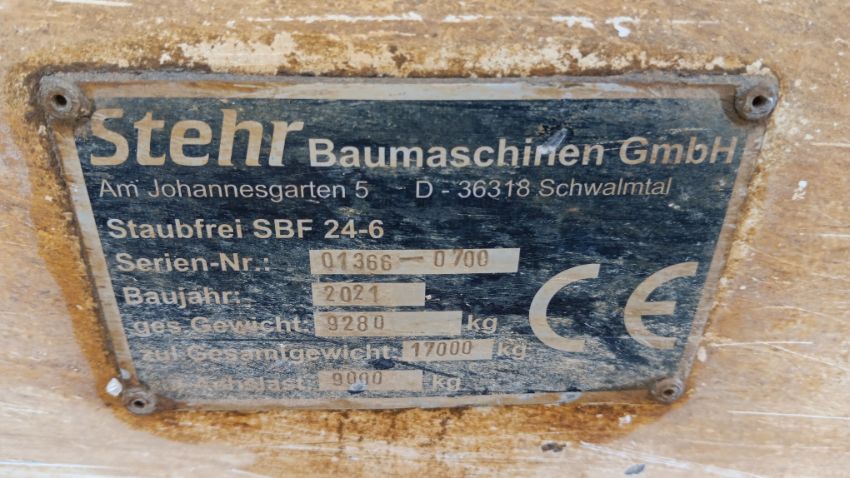 Stehr Baumaschinen GmbH
Am Johannesgarten 5 D - 36318 Schwalmtal
Staubfrei SBF 24-6
Serien-Nr.: 01366-0700
Baujahr: 2021
ges Gewicht: 9280 kg
zul Gesamtgewicht: 17000 kg
zul Achslast: 9000 kg
CE